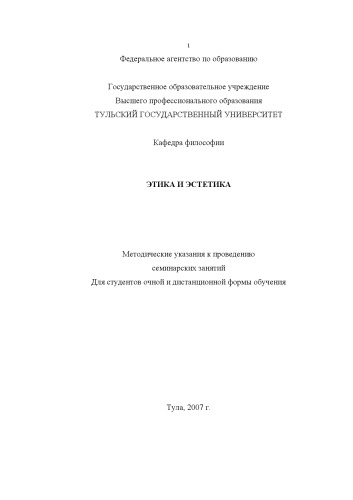 1
Федеральное агентство по образованию
Государственное образовательное учреждение
Высшего профессионального образования
ТУЛЬСКИЙ ГОСУДАРСТВЕННЫЙ УНИВЕРСИТЕТ
Кафедра философии
ЭТИКА И ЭСТЕТИКА
Методические указания к проведению
семинарских занятий
Для студентов очной и дистанционной формы обучения
Тула, 2007 г.